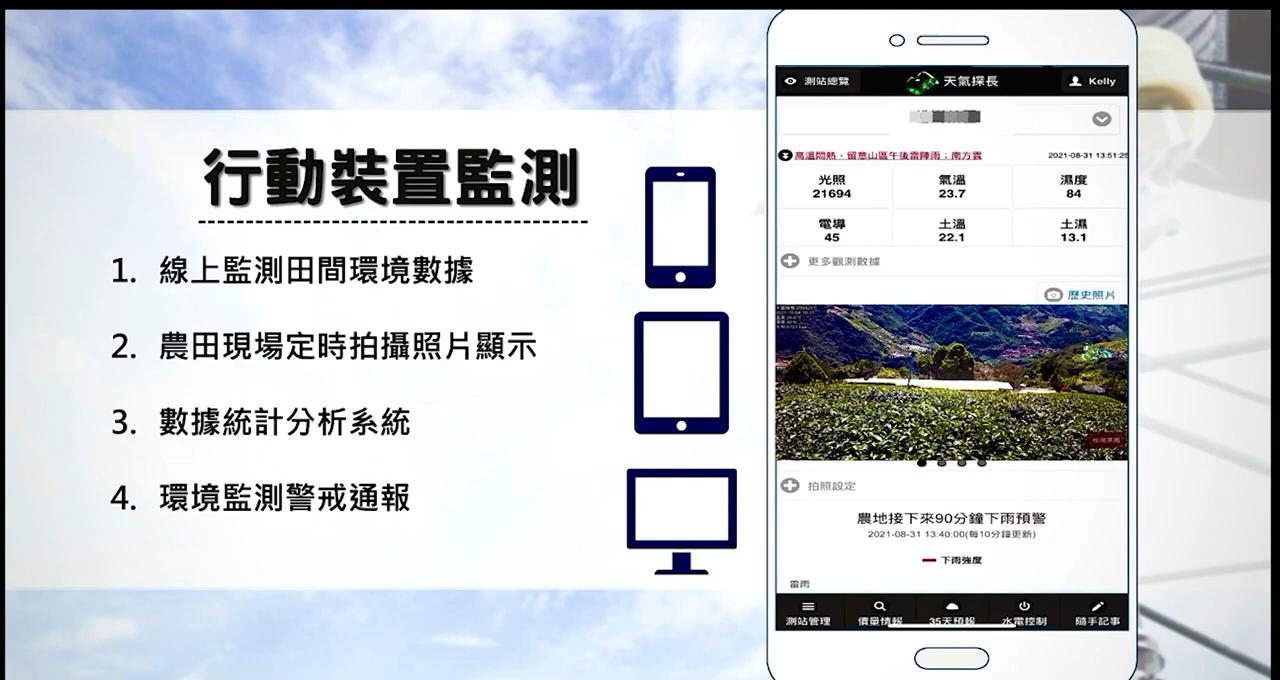 行動裝置監測
1. 線上監測田間環境數據
2. 農田現場定時拍攝照片顯示
3. 數據統計分析系統
4. 環境監測警戒通報
測站總覽 天氣探長 Kelly
高溫悶熱，留意山區午後雷陣雨；南方雲 2021-08-31 13:51:25
光照 氣溫 濕度
21694 23.7 84
電導 土溫 土濕
45 22.1 13.1
更多觀測數據
歷史照片
拍照設定
農地接下來90分鐘下雨預警
2021-08-31 13:40:00(每10分鐘更新)
下雨強度
雷雨
測站管理 價量情報 35天預報 水電控制 隨手記事